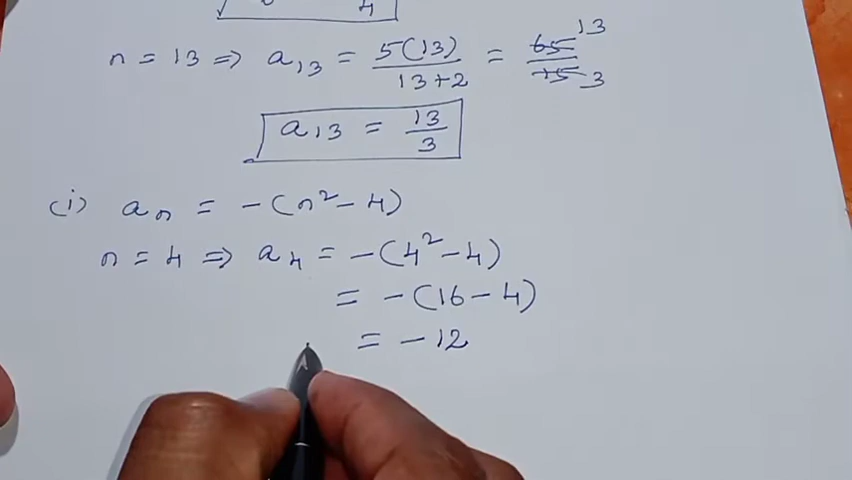 4
n = 13 => a13 = 5(13)/13+2 = 65/15 13/3
a13 = 13/3
(i) an = -(n² - 4)
n = 4 => a4 = -(4² - 4)
= -(16 - 4)
= -12